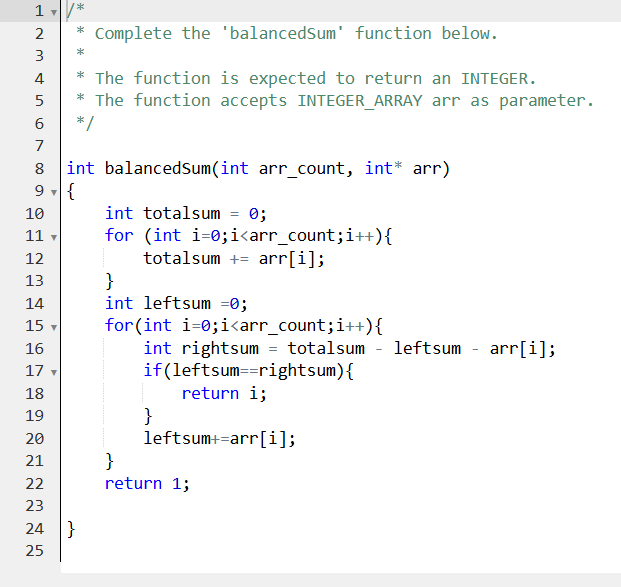 1 /*
2  * Complete the 'balancedSum' function below.
3  *
4  * The function is expected to return an INTEGER.
5  * The function accepts INTEGER_ARRAY arr as parameter.
6  */
7
8 int balancedSum(int arr_count, int* arr)
9 {
10     int totalsum = 0;
11     for (int i=0;i<arr_count;i++){
12         totalsum += arr[i];
13     }
14     int leftsum =0;
15     for(int i=0;i<arr_count;i++){
16         int rightsum = totalsum - leftsum - arr[i];
17         if(leftsum==rightsum){
18             return i;
19         }
20         leftsum+=arr[i];
21     }
22     return 1;
23
24 }
25